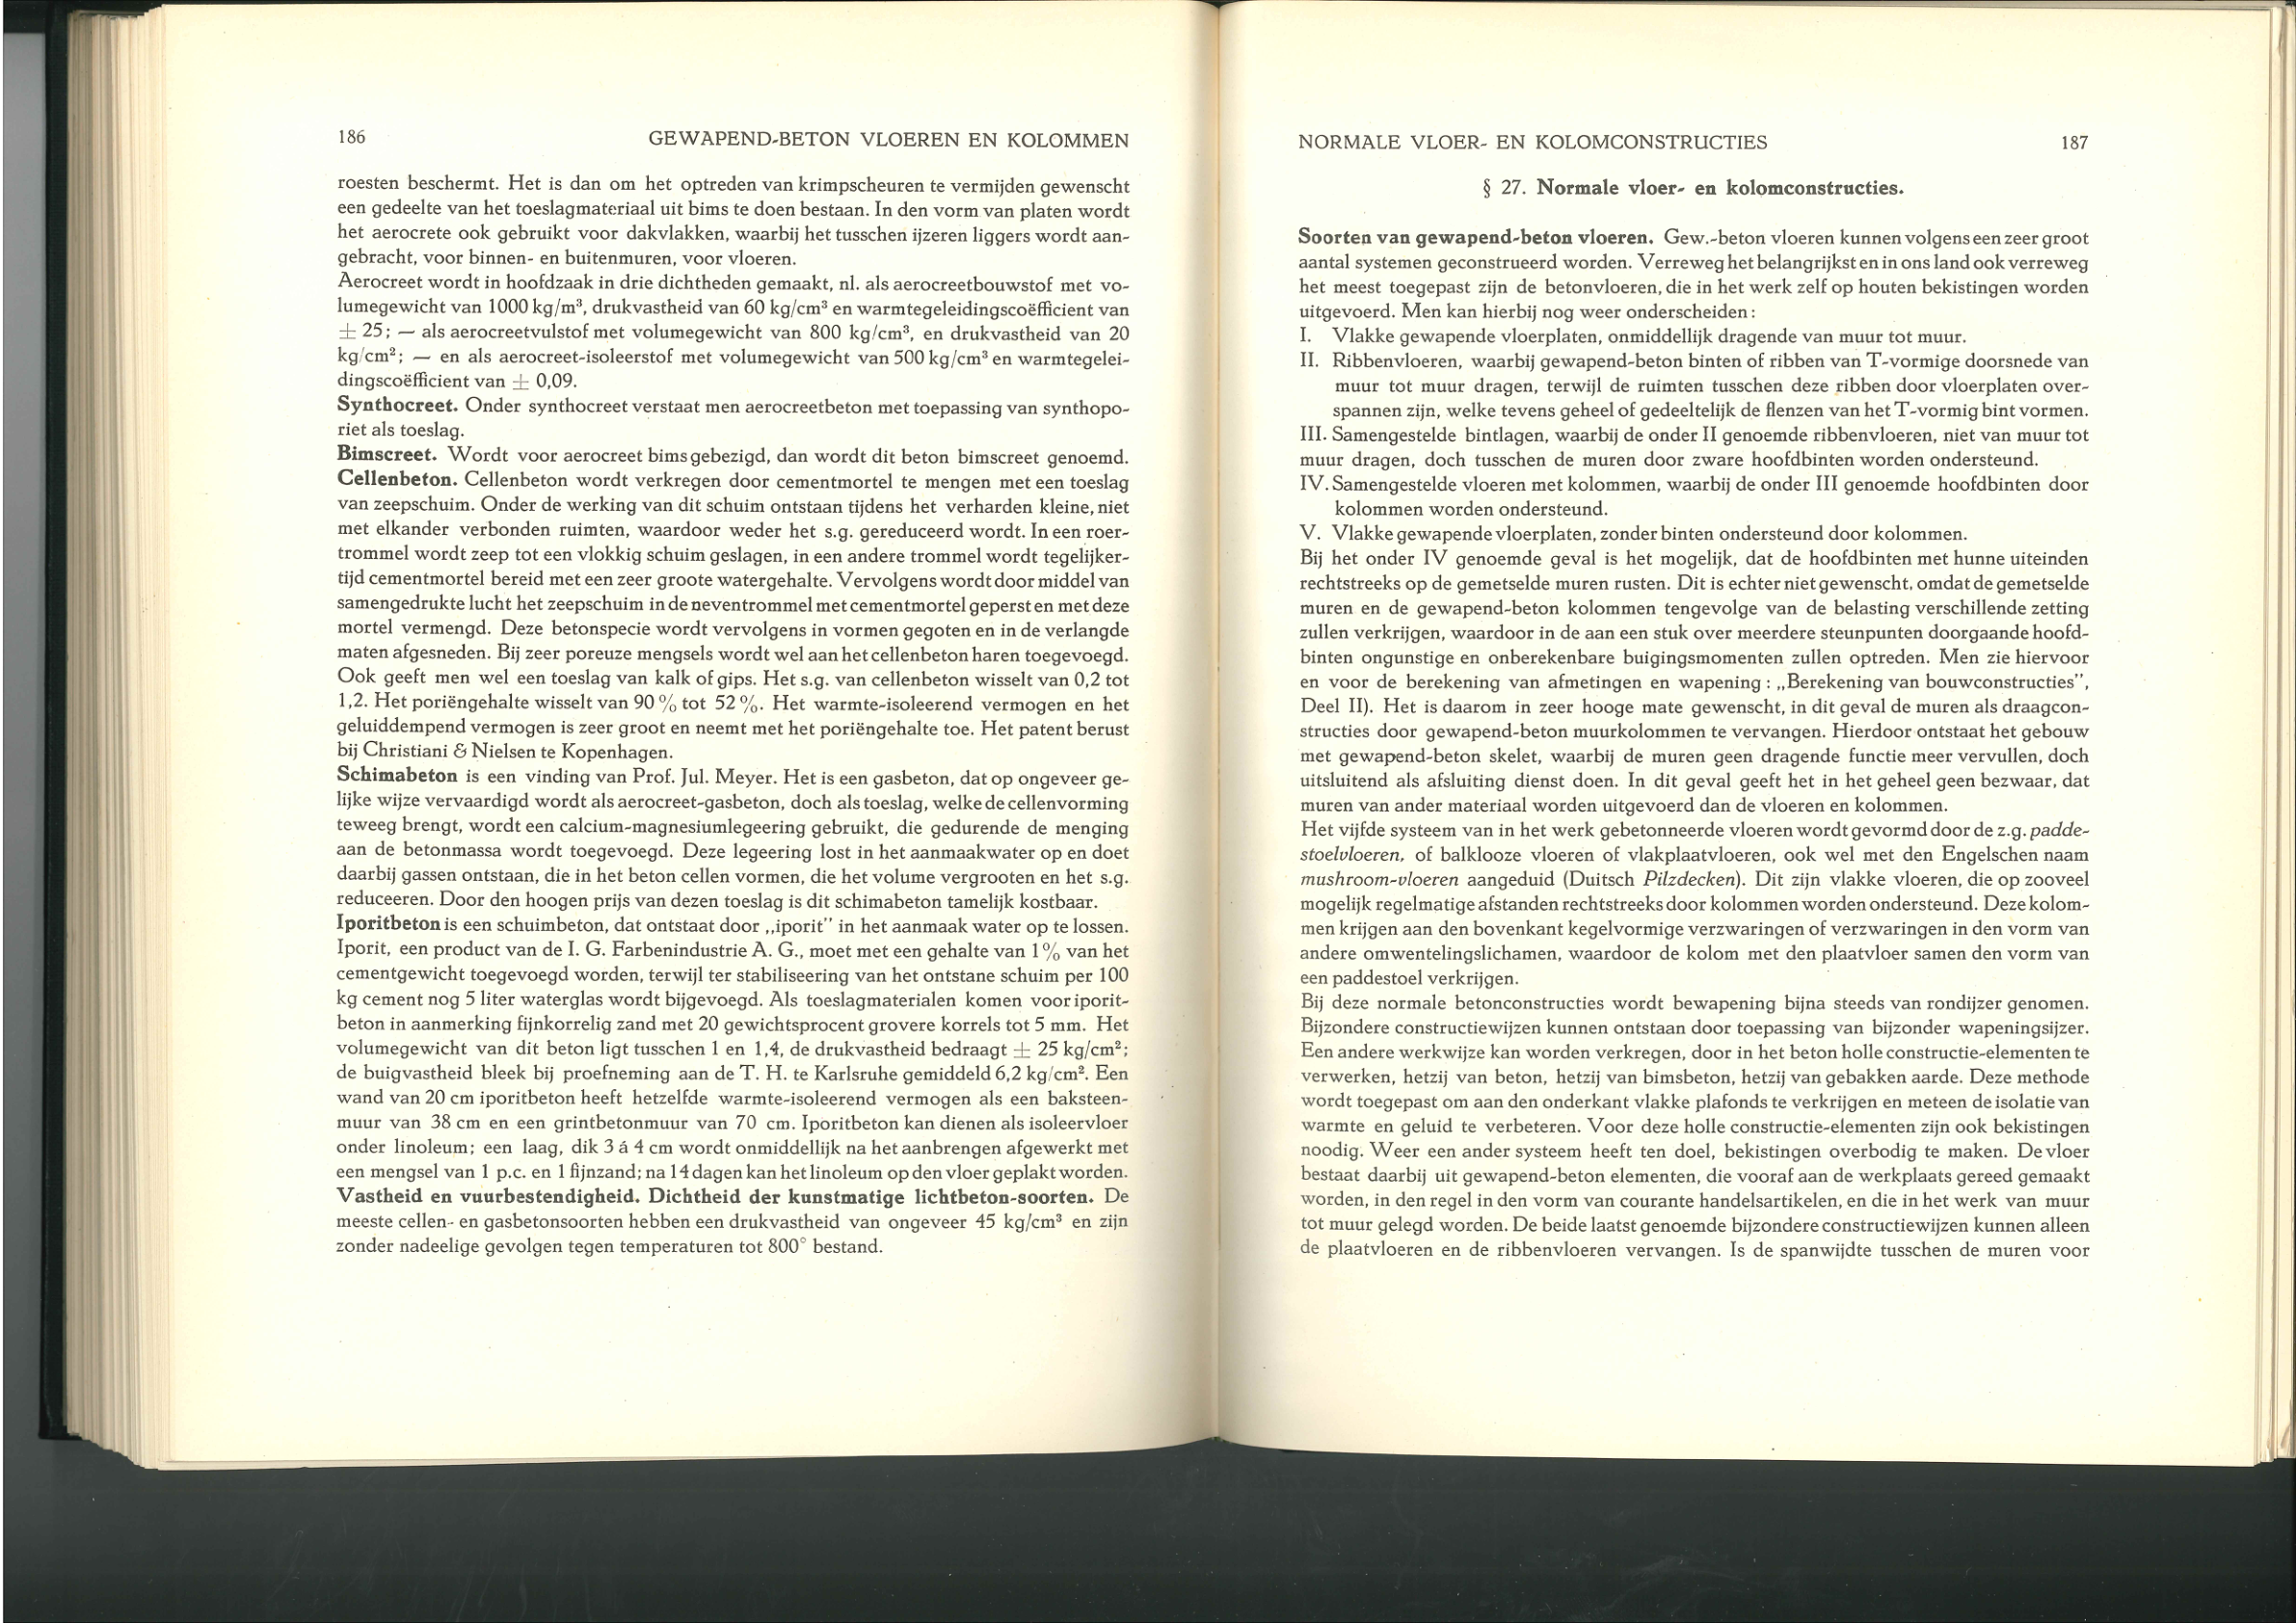 186
GEWAPEND-BETON VLOEREN EN KOLOMMEN
roesten beschermt. Het is dan om het optreden van krimpscheuren te vermijden gewenscht
een gedeelte van het toeslagmateriaal uit bims te doen bestaan. In den vorm van platen wordt
het aerocrete ook gebruikt voor dakvlakken, waarbij het tusschen ijzeren liggers wordt aan-
gebracht, voor binnen- en buitenmuren, voor vloeren.
Aerocreet wordt in hoofdzaak in drie dichtheden gemaakt, nl. als aerocreetbouwstof met vo-
lumegewicht van 1000 kg/m³, drukvastheid van 60 kg/cm³ en warmtegeleidingscoëfficient van
± 25; — als aerocreetvulstof met volumegewicht van 800 kg/cm³, en drukvastheid van 20
kg/cm²; — en als aerocreet-isoleerstof met volumegewicht van 500 kg/cm³ en warmtegelei-
dingscoëfficient van ± 0,09.
Synthocreet. Onder synthocreet verstaat men aerocreetbeton met toepassing van synthopo-
riet als toeslag.
Bimscreet. Wordt voor aerocreet bims gebezigd, dan wordt dit beton bimscreet genoemd.
Cellenbeton. Cellenbeton wordt verkregen door cementmortel te mengen met een toeslag
van zeepschuim. Onder de werking van dit schuim ontstaan tijdens het verharden kleine, niet
met elkander verbonden ruimten, waardoor weder het s.g. gereduceerd wordt. In een roer-
trommel wordt zeep tot een vlokkig schuim geslagen, in een andere trommel wordt tegelijker-
tijd cementmortel bereid met een zeer groote watergehalte. Vervolgens wordt door middel van
samengedrukte lucht het zeepschuim in de neventrommel met cementmortel geperst en met deze
mortel vermengd. Deze betonspecie wordt vervolgens in vormen gegoten en in de verlangde
maten afgesneden. Bij zeer poreuze mengsels wordt wel aan het cellenbeton haren toegevoegd.
Ook geeft men wel een toeslag van kalk of gips. Het s.g. van cellenbeton wisselt van 0,2 tot
1,2. Het poriëngehalte wisselt van 90 % tot 52 %. Het warmte-isoleerend vermogen en het
geluiddempend vermogen is zeer groot en neemt met het poriëngehalte toe. Het patent berust
bij Christiani & Nielsen te Kopenhagen.
Schimabeton is een vinding van Prof. Jul. Meyer. Het is een gasbeton, dat op ongeveer ge-
lijke wijze vervaardigd wordt als aerocreet-gasbeton, doch als toeslag, welke de cellenvorming
teweeg brengt, wordt een calcium-magnesiumlegeering gebruikt, die gedurende de menging
aan de betonmassa wordt toegevoegd. Deze legeering lost in het aanmaakwater op en doet
daarbij gassen ontstaan, die in het beton cellen vormen, die het volume vergrooten en het s.g.
reduceeren. Door den hoogen prijs van dezen toeslag is dit schimabeton tamelijk kostbaar.
Iporitbeton is een schuimbeton, dat ontstaat door „iporit” in het aanmaak water op te lossen.
Iporit, een product van de I. G. Farbenindustrie A. G., moet met een gehalte van 1 % van het
cementgewicht toegevoegd worden, terwijl ter stabiliseering van het ontstane schuim per 100
kg cement nog 5 liter waterglas wordt bijgevoegd. Als toeslagmaterialen komen voor iporit-
beton in aanmerking fijnkorrelig zand met 20 gewichtsprocent grovere korrels tot 5 mm. Het
volumegewicht van dit beton ligt tusschen 1 en 1,4, de drukvastheid bedraagt ± 25 kg/cm²;
de buigvastheid bleek bij proefneming aan de T. H. te Karlsruhe gemiddeld 6,2 kg/cm². Een
wand van 20 cm iporitbeton heeft hetzelfde warmte-isoleerend vermogen als een baksteen-
muur van 38 cm en een grintbetonmuur van 70 cm. Iporitbeton kan dienen als isoleervloer
onder linoleum; een laag, dik 3 á 4 cm wordt onmiddellijk na het aanbrengen afgewerkt met
een mengsel van 1 p.c. en 1 fijnzand; na 14 dagen kan het linoleum op den vloer geplakt worden.
Vastheid en vuurbestendigheid. Dichtheid der kunstmatige lichtbeton-soorten. De
meeste cellen- en gasbetonsoorten hebben een drukvastheid van ongeveer 45 kg/cm³ en zijn
zonder nadeelige gevolgen tegen temperaturen tot 800° bestand.
NORMALE VLOER- EN KOLOMCONSTRUCTIES
187
§ 27. Normale vloer- en kolomconstructies.
Soorten van gewapend-beton vloeren. Gew.-beton vloeren kunnen volgens een zeer groot
aantal systemen geconstrueerd worden. Verreweg het belangrijkst en in ons land ook verreweg
het meest toegepast zijn de betonvloeren, die in het werk zelf op houten bekistingen worden
uitgevoerd. Men kan hierbij nog weer onderscheiden:
I. Vlakke gewapende vloerplaten, onmiddellijk dragende van muur tot muur.
II. Ribbenvloeren, waarbij gewapend-beton binten of ribben van T-vormige doorsnede van
muur tot muur dragen, terwijl de ruimten tusschen deze ribben door vloerplaten over-
spannen zijn, welke tevens geheel of gedeeltelijk de flenzen van het T-vormig bint vormen.
III. Samengestelde bintlagen, waarbij de onder II genoemde ribbenvloeren, niet van muur tot
muur dragen, doch tusschen de muren door zware hoofdbinten worden ondersteund.
IV. Samengestelde vloeren met kolommen, waarbij de onder III genoemde hoofdbinten door
kolommen worden ondersteund.
V. Vlakke gewapende vloerplaten, zonder binten ondersteund door kolommen.
Bij het onder IV genoemde geval is het mogelijk, dat de hoofdbinten met hunne uiteinden
rechtstreeks op de gemetselde muren rusten. Dit is echter niet gewenscht, omdat de gemetselde
muren en de gewapend-beton kolommen tengevolge van de belasting verschillende zetting
zullen verkrijgen, waardoor in de aan een stuk over meerdere steunpunten doorgaande hoofd-
binten ongunstige en onberekenbare buigingsmomenten zullen optreden. Men zie hiervoor
en voor de berekening van afmetingen en wapening: „Berekening van bouwconstructies”,
Deel II). Het is daarom in zeer hooge mate gewenscht, in dit geval de muren als draagcon-
structies door gewapend-beton muurkolommen te vervangen. Hierdoor ontstaat het gebouw
met gewapend-beton skelet, waarbij de muren geen dragende functie meer vervullen, doch
uitsluitend als afsluiting dienst doen. In dit geval geeft het in het geheel geen bezwaar, dat
muren van ander materiaal worden uitgevoerd dan de vloeren en kolommen.
Het vijfde systeem van in het werk gebetonneerde vloeren wordt gevormd door de z.g. padde-
stoelvloeren, of balklooze vloeren of vlakplaatvloeren, ook wel met den Engelschen naam
mushroom-vloeren aangeduid (Duitsch Pilzdecken). Dit zijn vlakke vloeren, die op zooveel
mogelijk regelmatige afstanden rechtstreeks door kolommen worden ondersteund. Deze kolom-
men krijgen aan den bovenkant kegelvormige verzwaringen of verzwaringen in den vorm van
andere omwentelingslichamen, waardoor de kolom met den plaatvloer samen den vorm van
een paddestoel verkrijgen.
Bij deze normale betonconstructies wordt bewapening bijna steeds van rondijzer genomen.
Bijzondere constructiewijzen kunnen ontstaan door toepassing van bijzonder wapeningsijzer.
Een andere werkwijze kan worden verkregen, door in het beton holle constructie-elementen te
verwerken, hetzij van beton, hetzij van bimsbeton, hetzij van gebakken aarde. Deze methode
wordt toegepast om aan den onderkant vlakke plafonds te verkrijgen en meteen de isolatie van
warmte en geluid te verbeteren. Voor deze holle constructie-elementen zijn ook bekistingen
noodig. Weer een ander systeem heeft ten doel, bekistingen overbodig te maken. De vloer
bestaat daarbij uit gewapend-beton elementen, die vooraf aan de werkplaats gereed gemaakt
worden, in den regel in den vorm van courante handelsartikelen, en die in het werk van muur
tot muur gelegd worden. De beide laatst genoemde bijzondere constructiewijzen kunnen alleen
de plaatvloeren en de ribbenvloeren vervangen. Is de spanwijdte tusschen de muren voor